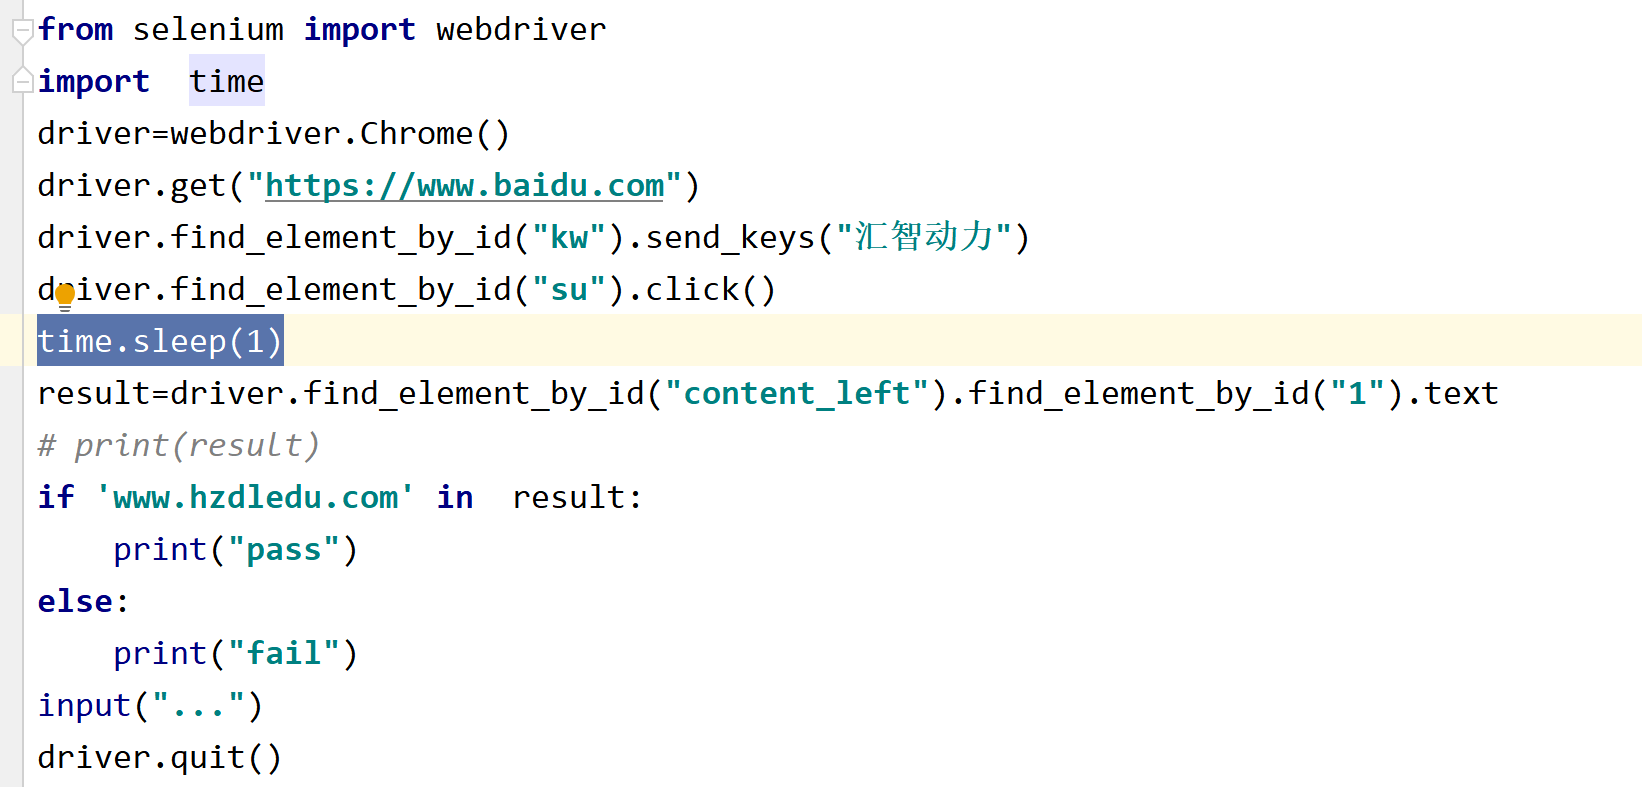 from selenium import webdriver
import  time
driver=webdriver.Chrome()
driver.get("https://www.baidu.com")
driver.find_element_by_id("kw").send_keys("汇智动力")
driver.find_element_by_id("su").click()
time.sleep(1)
result=driver.find_element_by_id("content_left").find_element_by_id("1").text
# print(result)
if 'www.hzdledu.com' in  result:
    print("pass")
else:
    print("fail")
input("...")
driver.quit()